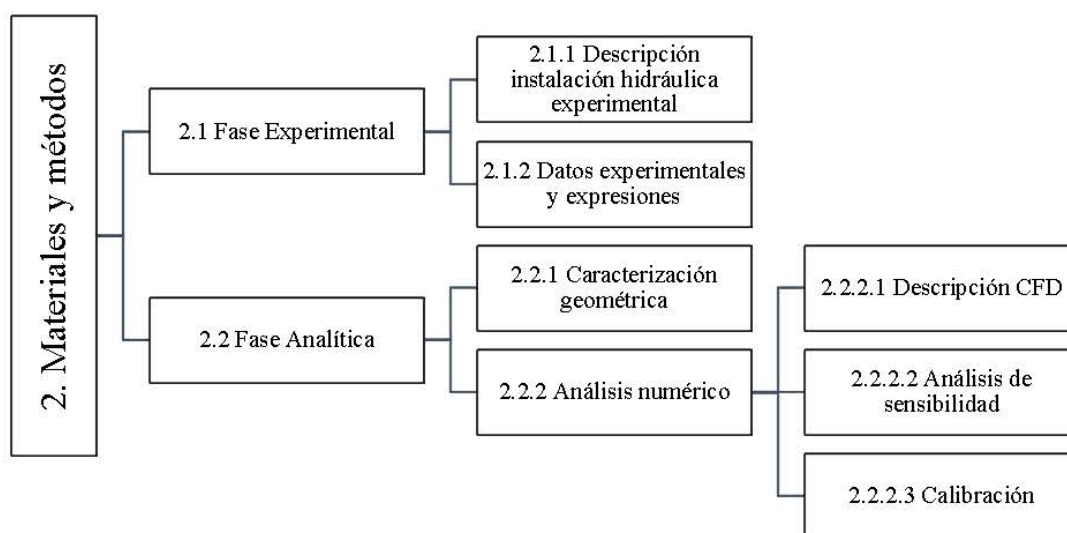 2. Materiales y métodos
2.1 Fase Experimental
2.1.1 Descripción
instalación hidráulica
experimental
2.1.2 Datos experimentales
y expresiones
2.2 Fase Analítica
2.2.1 Caracterización
geométrica
2.2.2 Análisis numérico
2.2.2.1 Descripción CFD
2.2.2.2 Análisis de
sensibilidad
2.2.2.3 Calibración